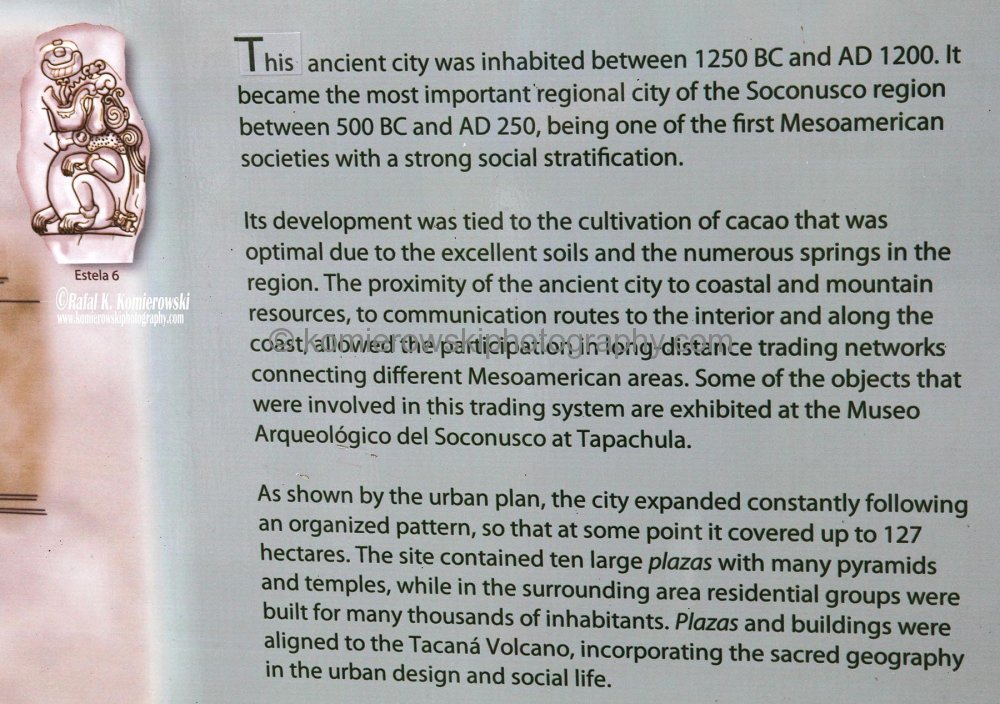 This ancient city was inhabited between 1250 BC and AD 1200. It
became the most important regional city of the Soconusco region
between 500 BC and AD 250, being one of the first Mesoamerican
societies with a strong social stratification.
Its development was tied to the cultivation of cacao that was
optimal due to the excellent soils and the numerous springs in the
region. The proximity of the ancient city to coastal and mountain
resources, to communication routes to the interior and along the
coast, allowed the participation in long distance trading networks
connecting different Mesoamerican areas. Some of the objects that
were involved in this trading system are exhibited at the Museo
Arqueológico del Soconusco at Tapachula.
As shown by the urban plan, the city expanded constantly following
an organized pattern, so that at some point it covered up to 127
hectares. The site contained ten large plazas with many pyramids
and temples, while in the surrounding area residential groups were
built for many thousands of inhabitants. Plazas and buildings were
aligned to the Tacaná Volcano, incorporating the sacred geography
in the urban design and social life.
Estela 6
©Rafal K. Komierowski
www.komierowskiphotography.com
© komierowskiphotography.com